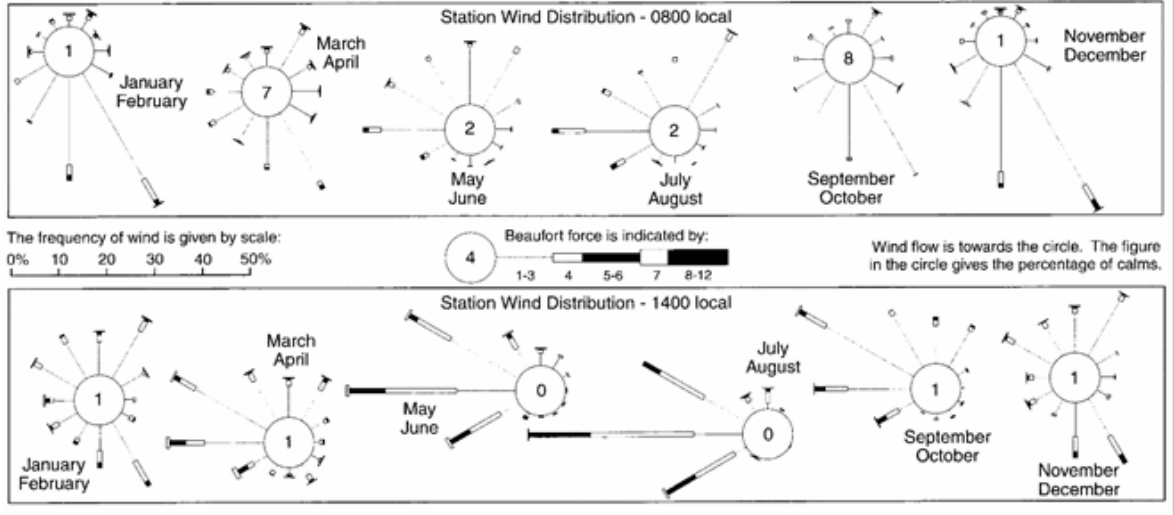 Station Wind Distribution - 0800 local
1
January
February
7
March
April
2
May
June
2
July
August
8
September
October
1
November
December
The frequency of wind is given by scale:
0% 10 20 30 40 50%
4
Beaufort force is indicated by:
1-3 4 5-6 7 8-12
Wind flow is towards the circle. The figure
in the circle gives the percentage of calms.
Station Wind Distribution - 1400 local
1
January
February
1
March
April
0
May
June
0
July
August
1
September
October
1
November
December